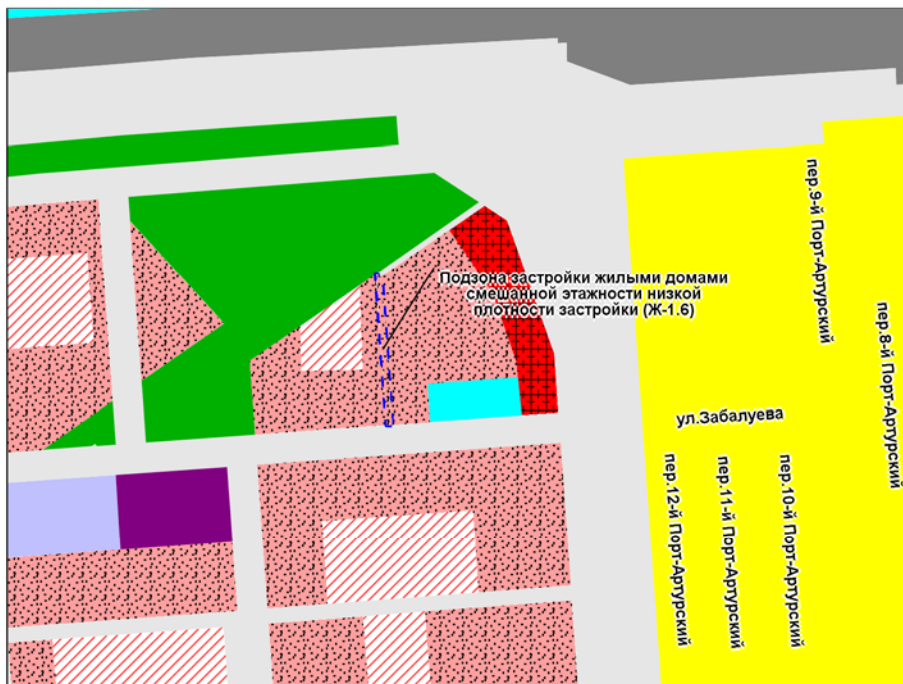 пер.9-й Порт-Артурский
Подзона застройки жилыми домами
смешанной этажности низкой
плотности застройки (Ж-1.6)
пер.8-й Порт-Артурский
ул.Забалуева
пер.12-й Порт-Артурский
пер.11-й Порт-Артурский
пер.10-й Порт-Артурский